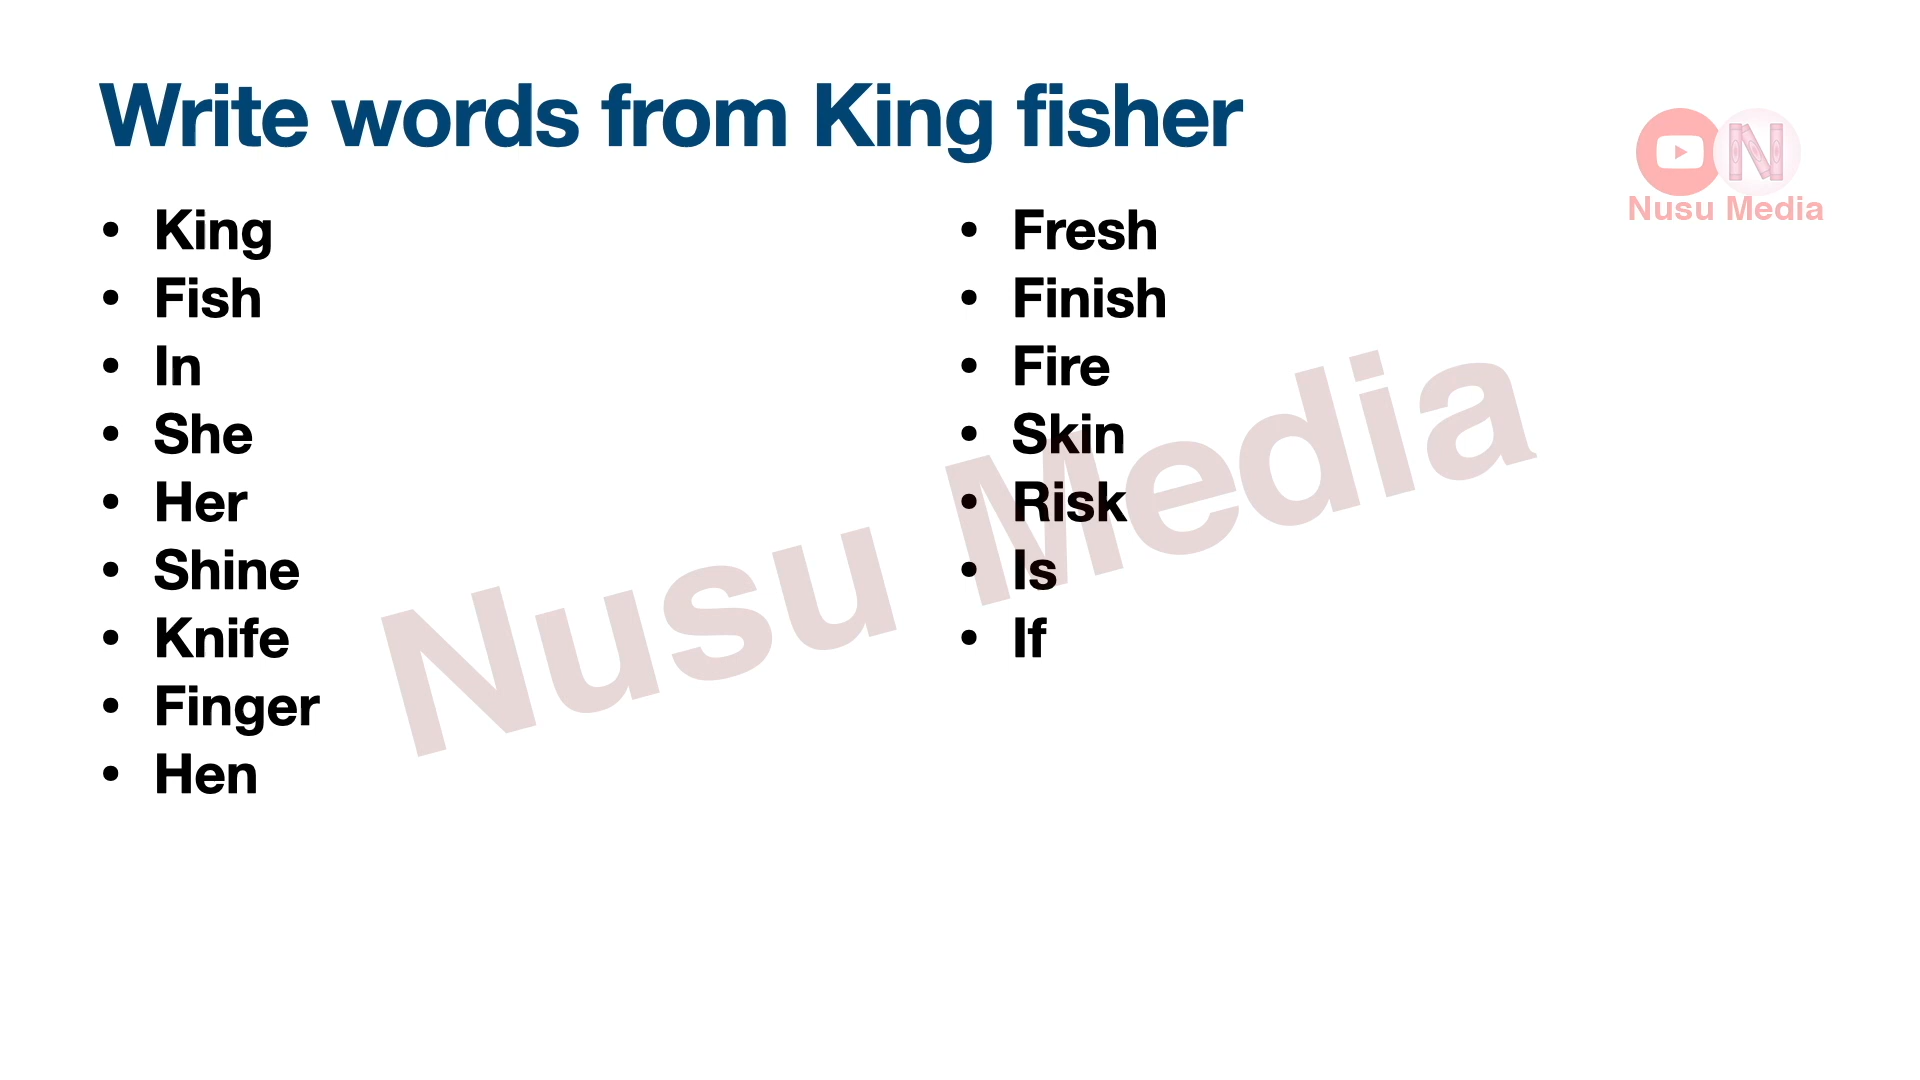 Write words from King fisher
Nusu Media
• King
• Fish
• In
• She
• Her
• Shine
• Knife
• Finger
• Hen
• Fresh
• Finish
• Fire
• Skin
• Risk
• Is
• If
Nusu Media